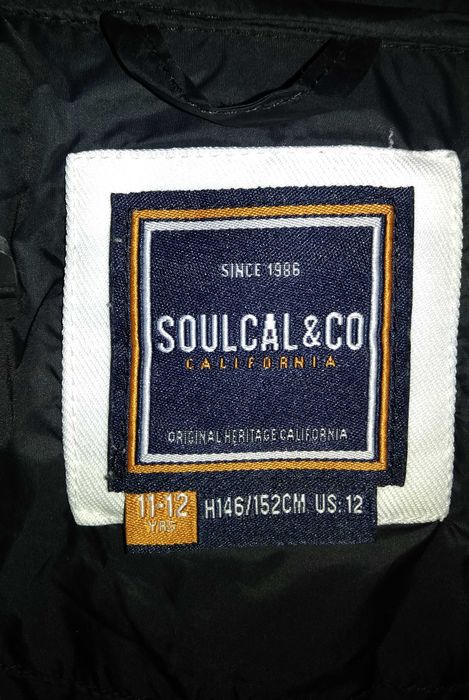 SINCE 1986
SOULCAL&CO
CALIFORNIA
ORIGINAL HERITAGE CALIFORNIA
11-12 H146/152CM US: 12
YRS